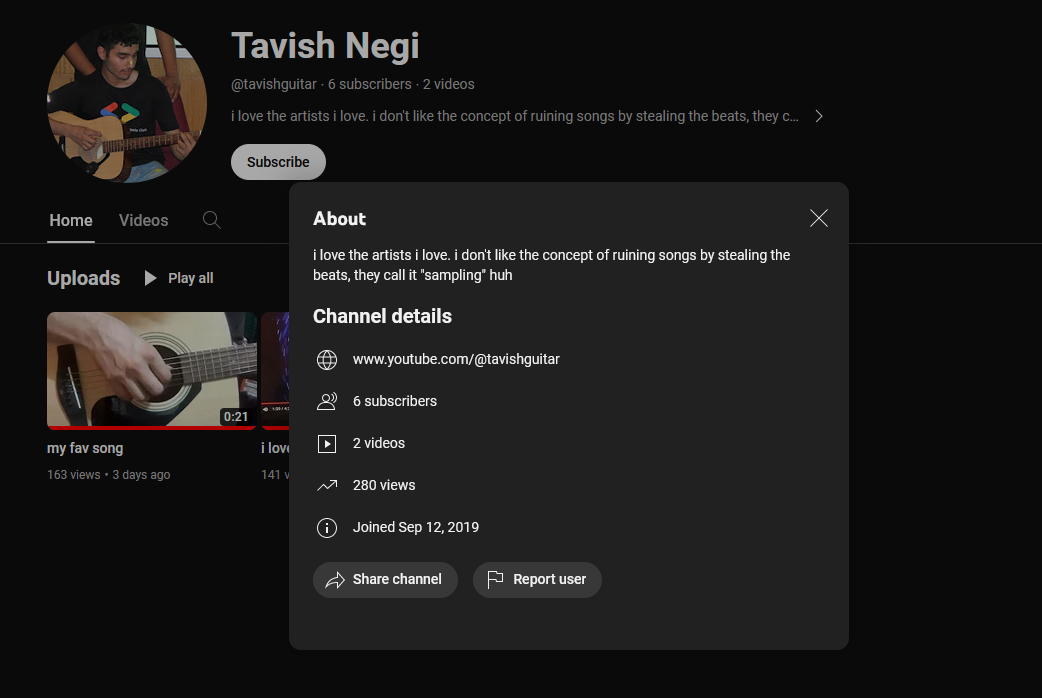 Tavish Negi
@tavishguitar · 6 subscribers · 2 videos
i love the artists i love. i don't like the concept of ruining songs by stealing the beats, they c...
Subscribe
Home Videos
Uploads Play all
0:21
my fav song
163 views • 3 days ago
i love
141 v
About
i love the artists i love. i don't like the concept of ruining songs by stealing the
beats, they call it "sampling" huh
Channel details
www.youtube.com/@tavishguitar
6 subscribers
2 videos
280 views
Joined Sep 12, 2019
Share channel Report user